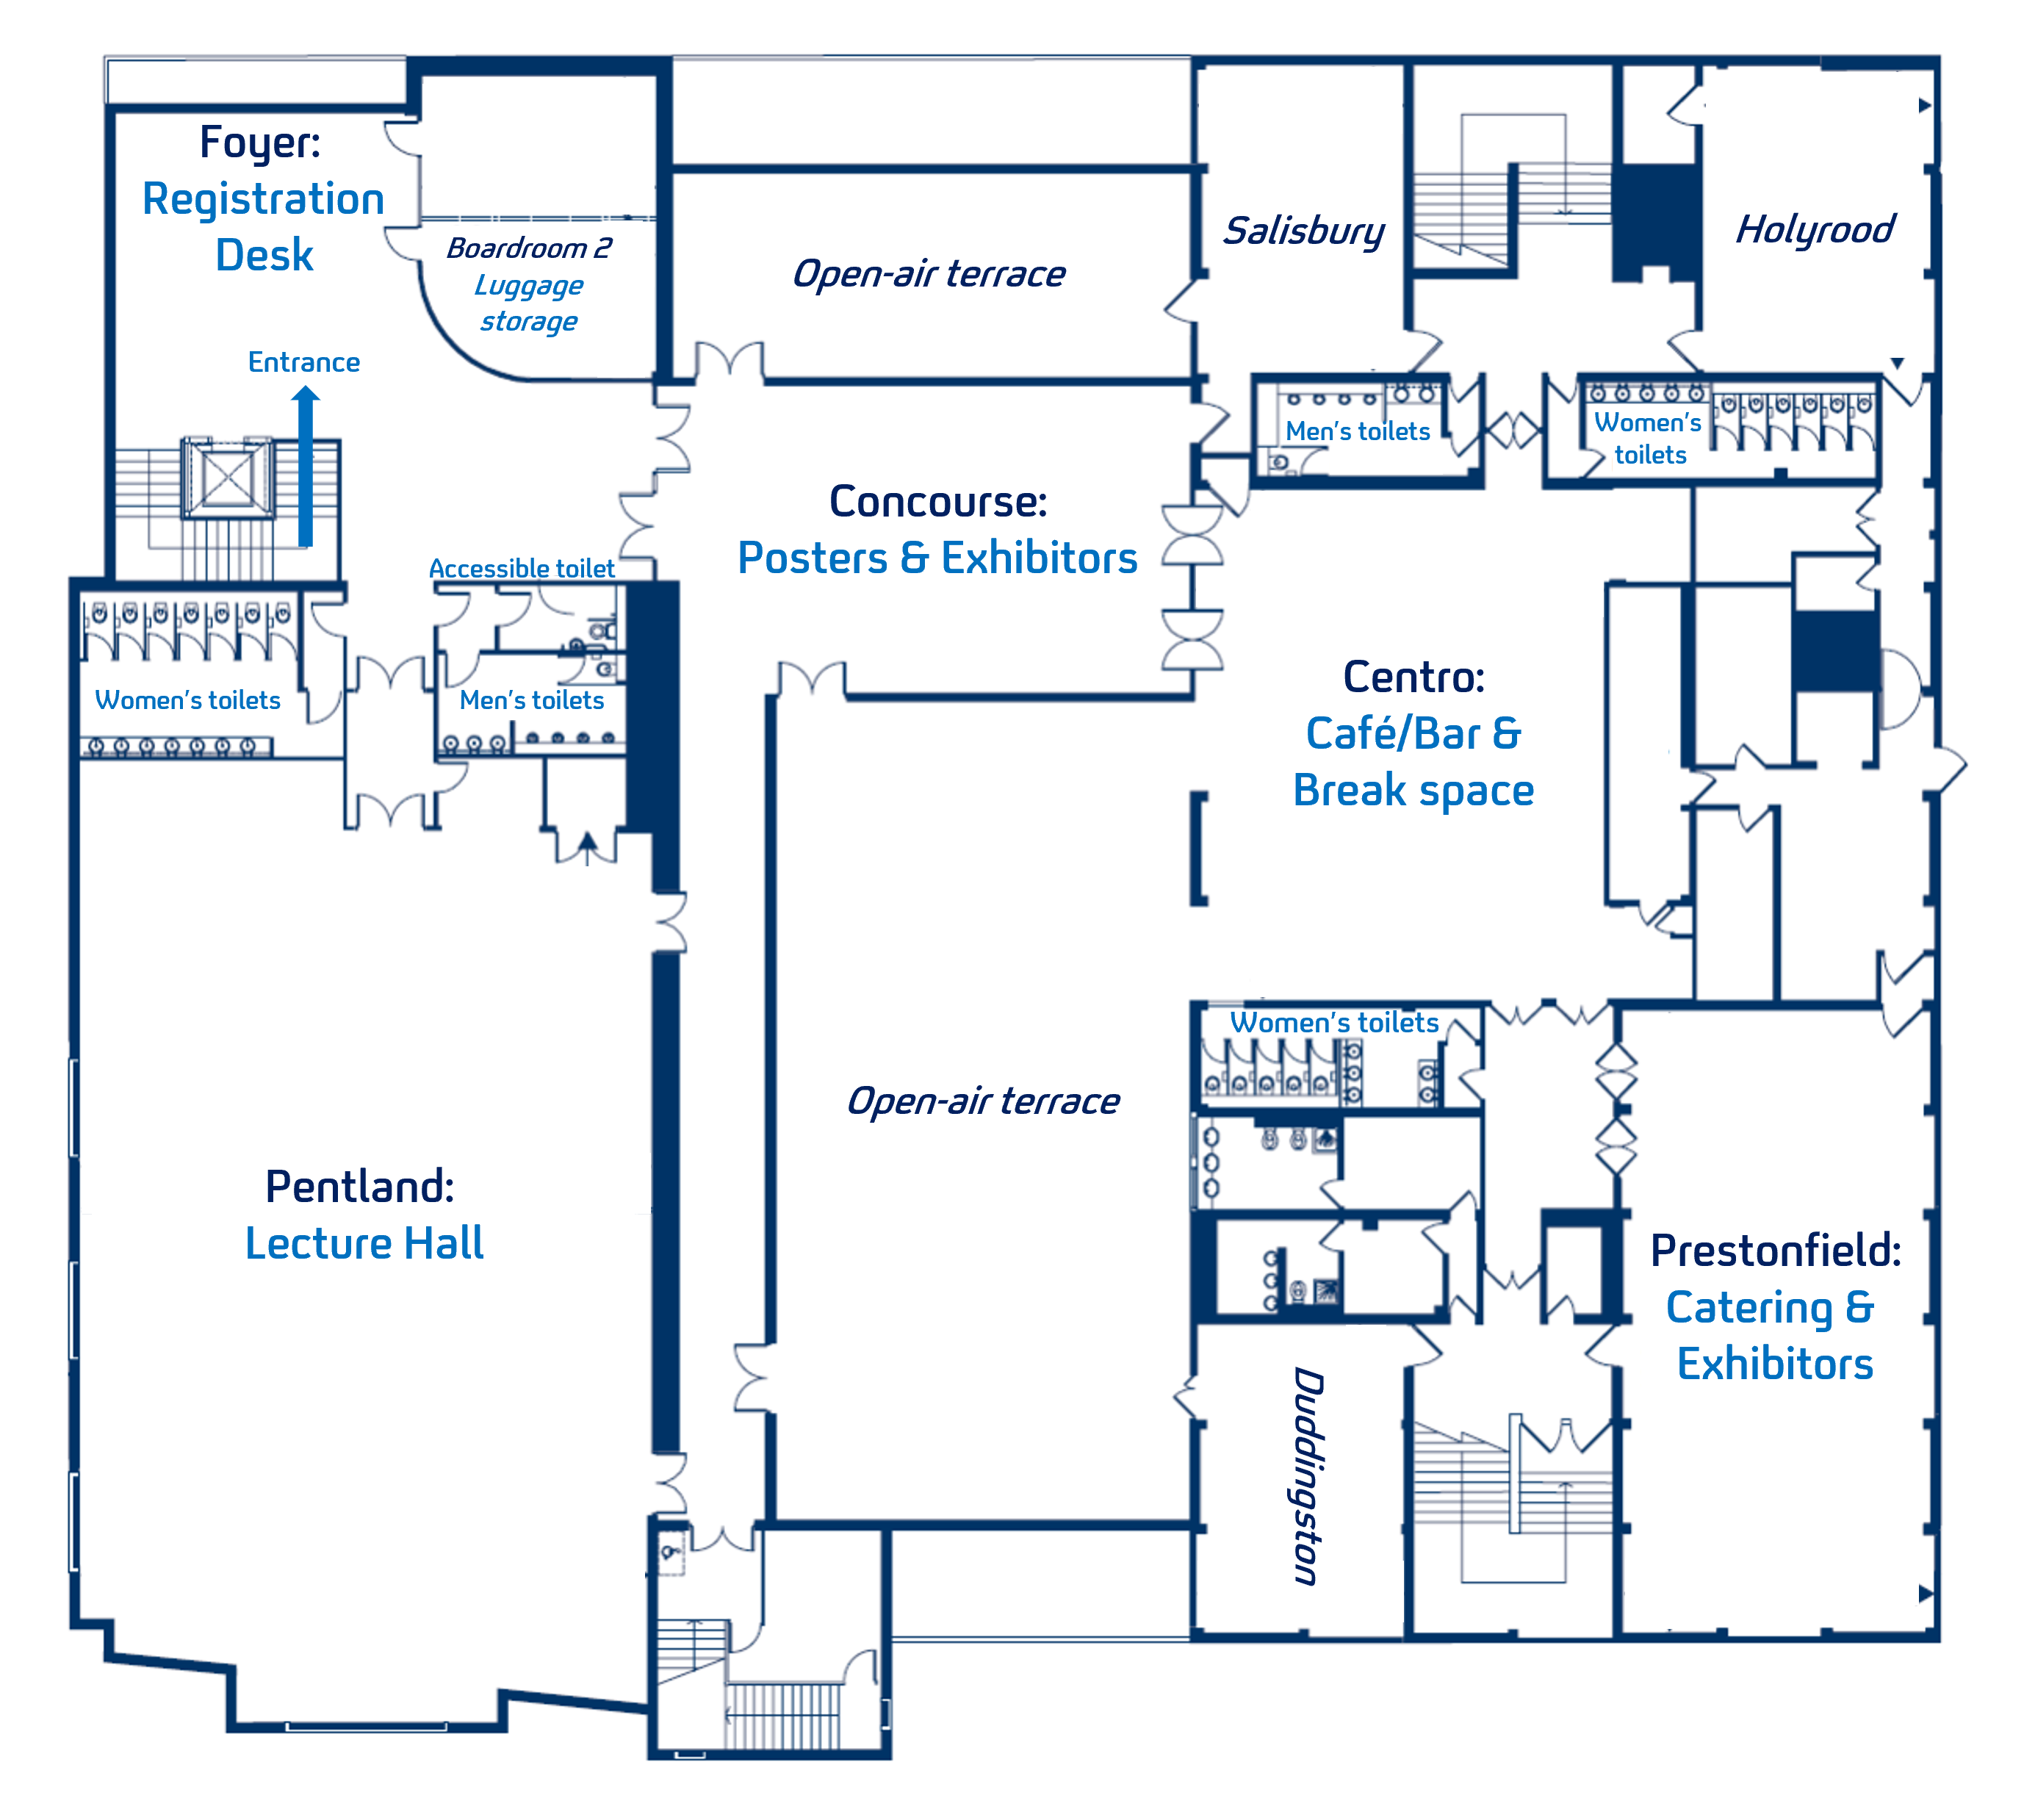 Foyer:
Registration
Desk
Boardroom 2
Luggage
storage
Entrance
Open-air terrace
Salisbury
Holyrood
Men's toilets
Women's
toilets
Concourse:
Posters & Exhibitors
Accessible toilet
Women's toilets
Men's toilets
Centro:
Café/Bar &
Break space
Women's toilets
Open-air terrace
Pentland:
Lecture Hall
Prestonfield:
Catering &
Exhibitors
Duddingston